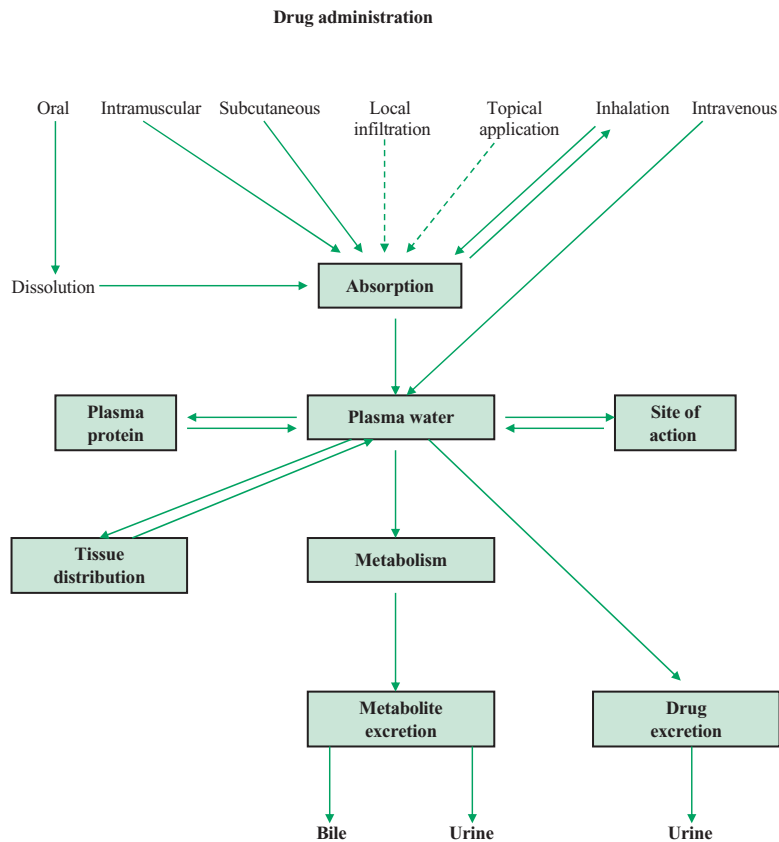 Drug administration
Oral
Intramuscular
Subcutaneous
Local
infiltration
Topical
application
Inhalation
Intravenous
Dissolution
Absorption
Plasma
protein
Plasma water
Site of
action
Tissue
distribution
Metabolism
Metabolite
excretion
Drug
excretion
Bile
Urine
Urine